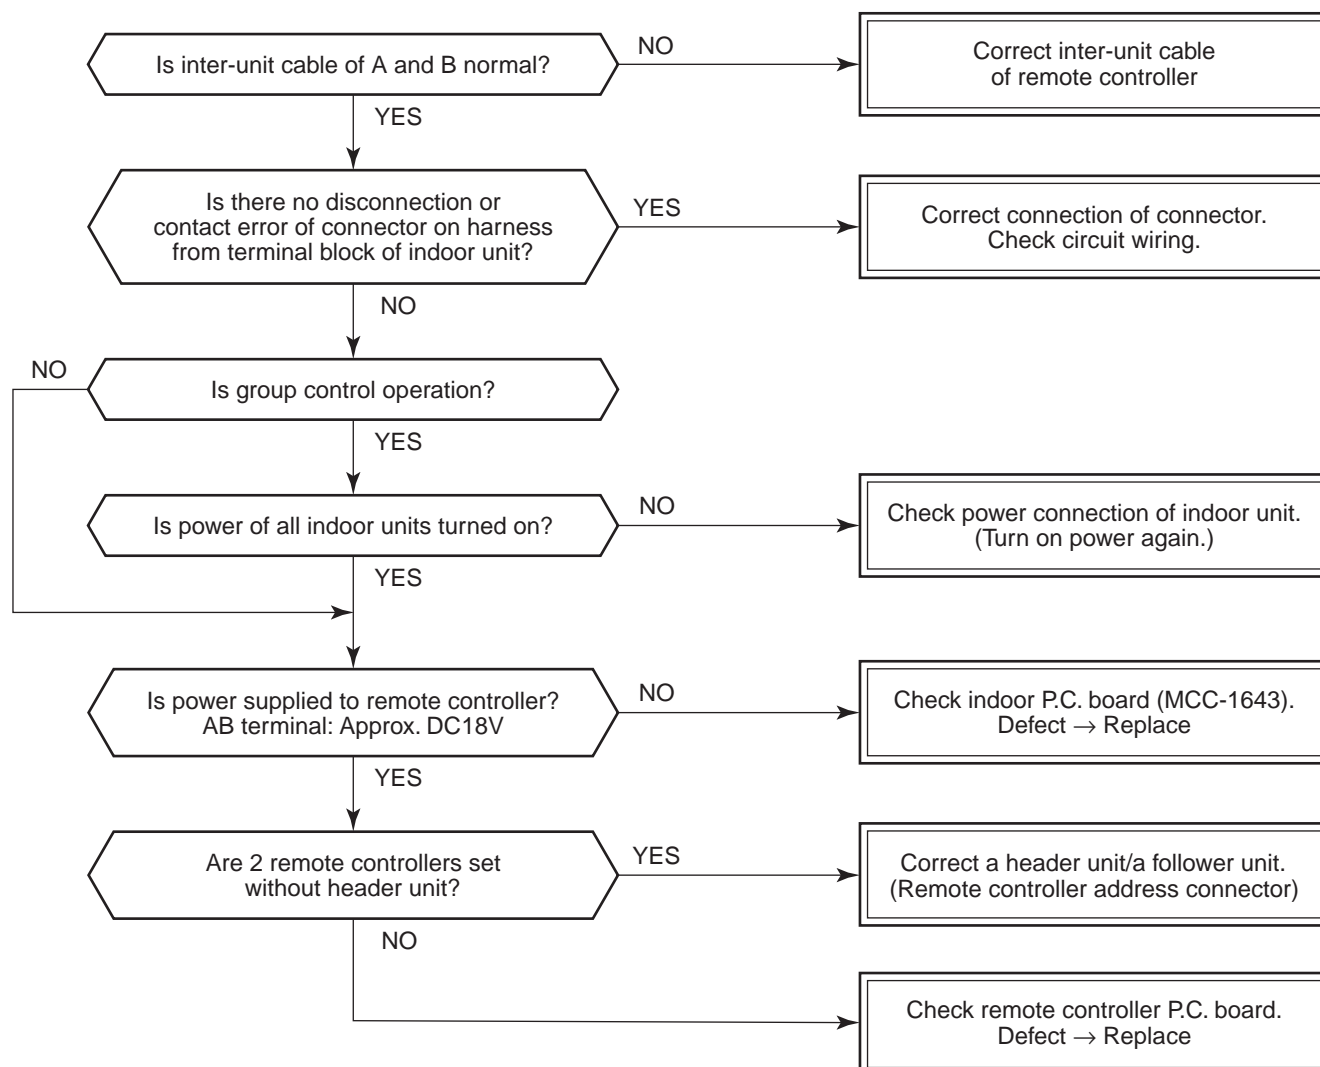 Is inter-unit cable of A and B normal?
NO
Correct inter-unit cable
of remote controller
YES
Is there no disconnection or
contact error of connector on harness
from terminal block of indoor unit?
YES
Correct connection of connector.
Check circuit wiring.
NO
Is group control operation?
NO
YES
Is power of all indoor units turned on?
NO
Check power connection of indoor unit.
(Turn on power again.)
YES
Is power supplied to remote controller?
AB terminal: Approx. DC18V
NO
Check indoor P.C. board (MCC-1643).
Defect → Replace
YES
Are 2 remote controllers set
without header unit?
YES
Correct a header unit/a follower unit.
(Remote controller address connector)
NO
Check remote controller P.C. board.
Defect → Replace